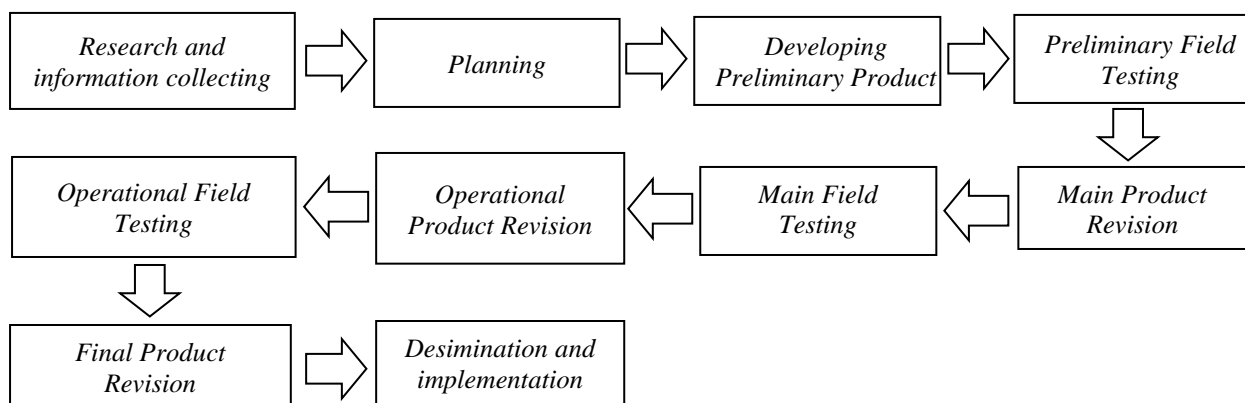 Research and
information collecting
Planning
Developing
Preliminary Product
Preliminary Field
Testing
Main Product
Revision
Main Field
Testing
Operational
Product Revision
Operational Field
Testing
Final Product
Revision
Desimination and
implementation